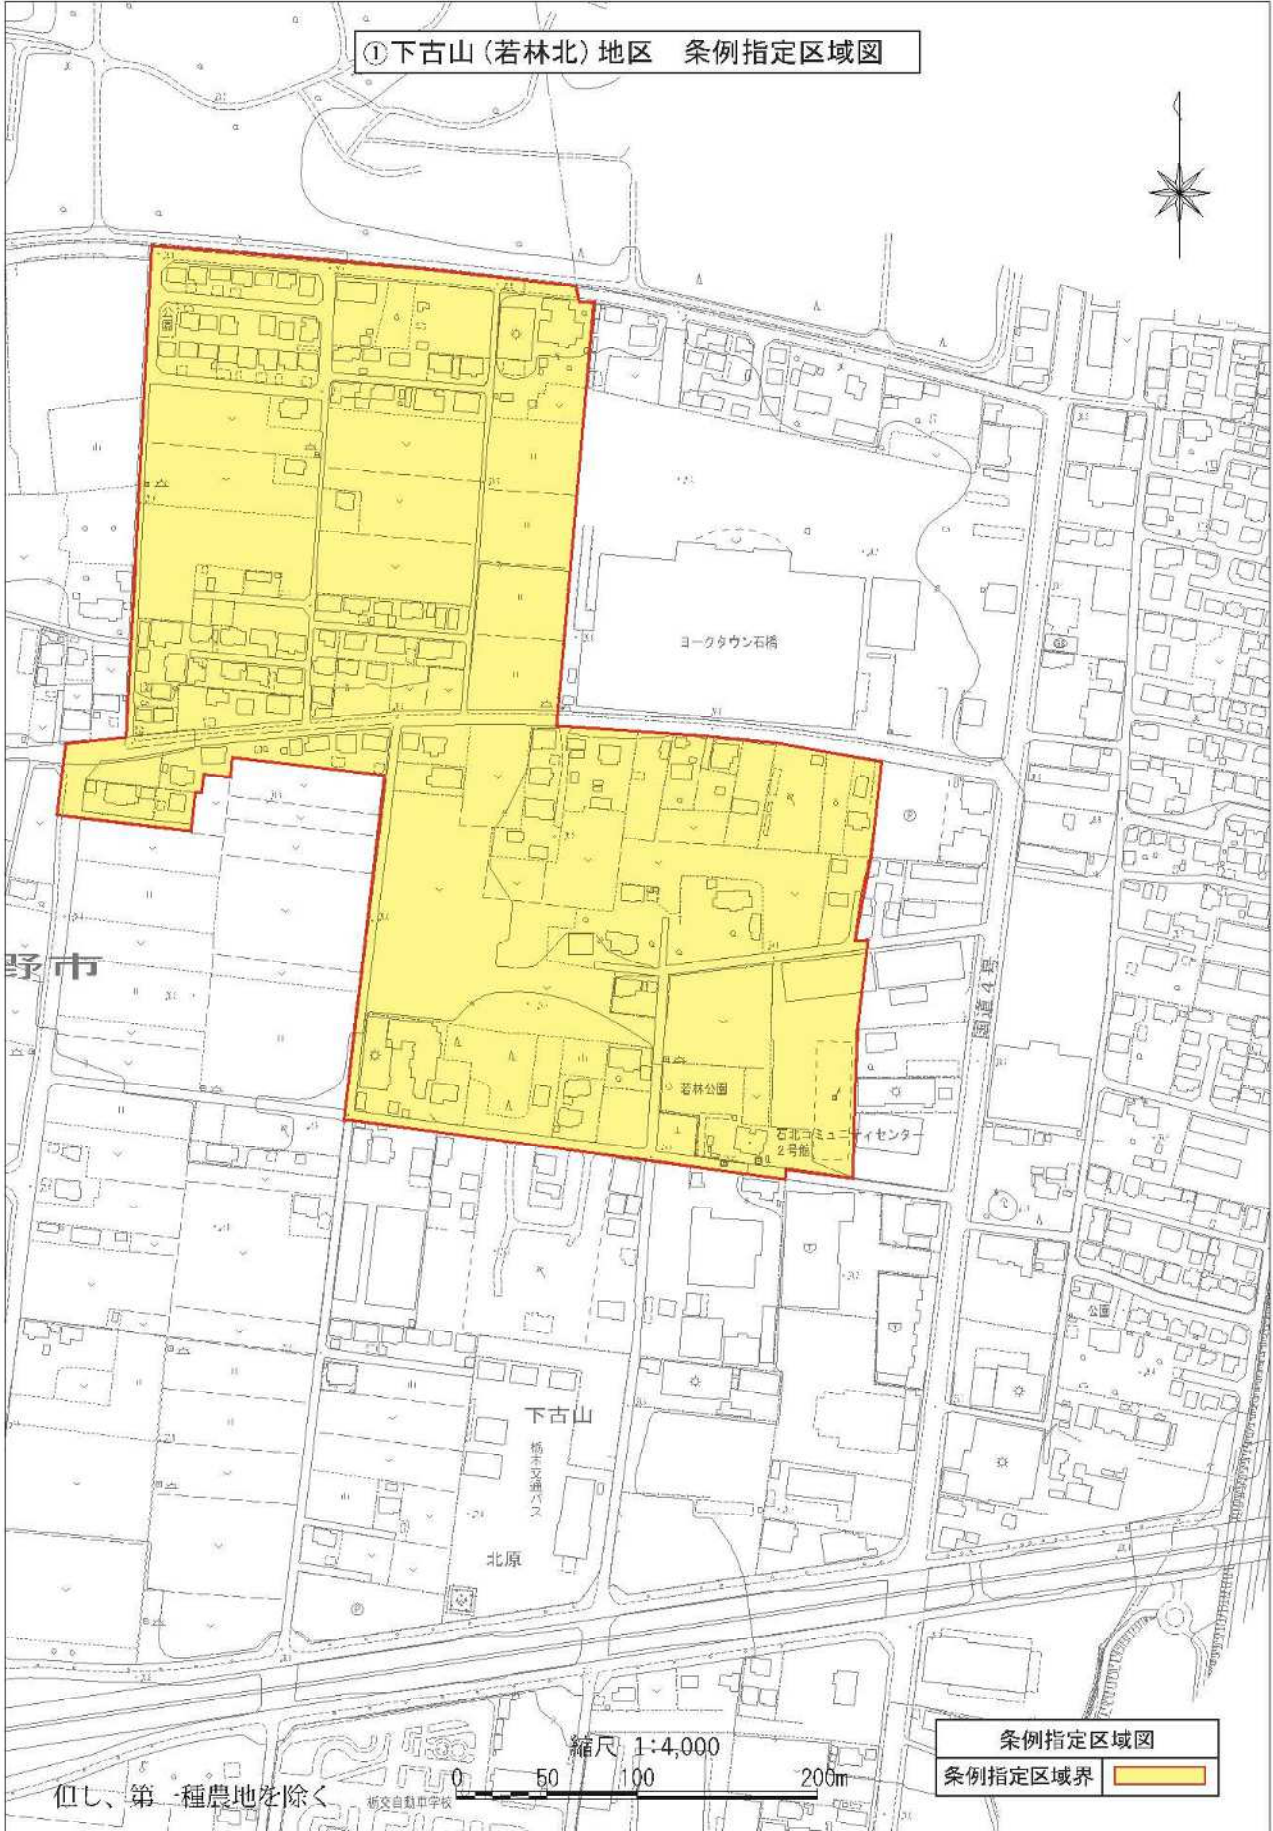 ①下古山(若林北)地区 条例指定区域図
公園
ヨークタウン石橋
野市
国道4号
若林公園
石北コミュニティセンター
2号館
公園
下古山
栃木交通バス
北原
縮尺 1:4,000
0 50 100 200m
但し、第一種農地を除く
栃交自動車学校
条例指定区域図
条例指定区域界